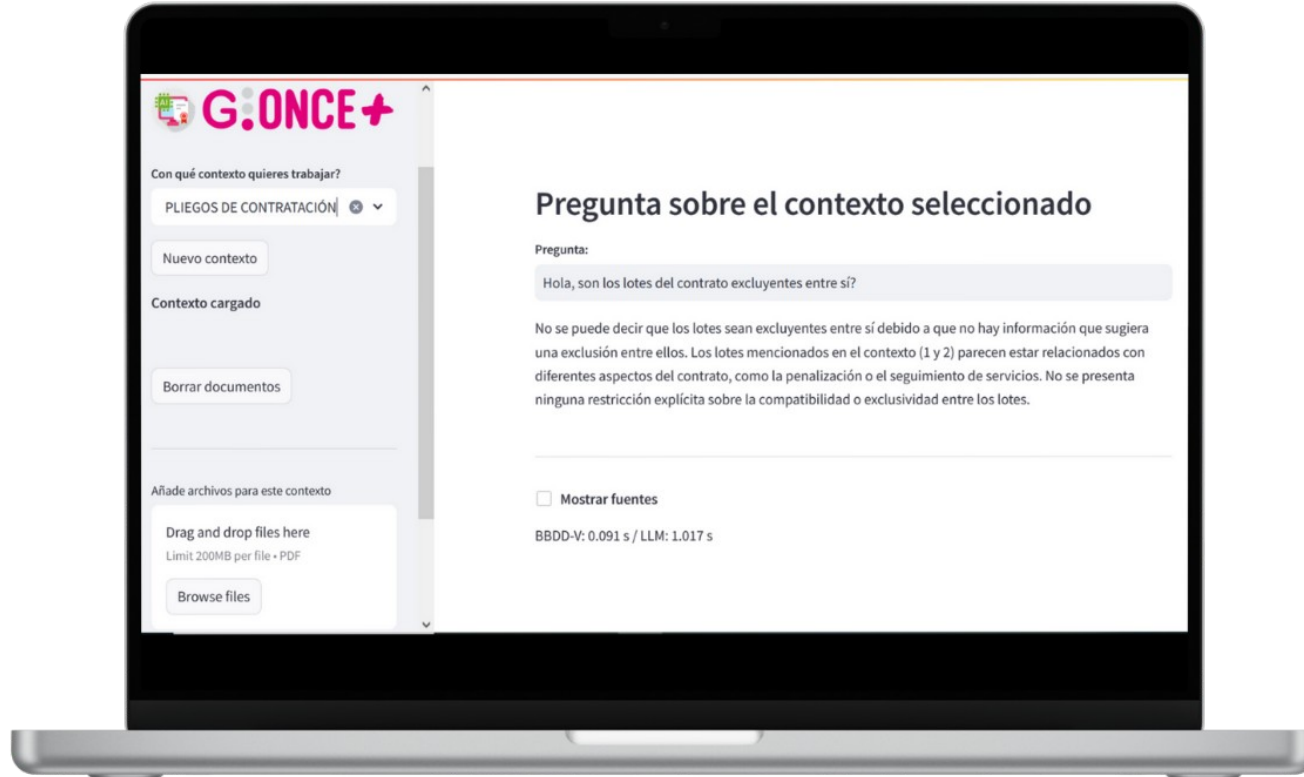 AI
G:ONCE+
Con qué contexto quieres trabajar?
PLIEGOS DE CONTRATACIÓN
Nuevo contexto
Contexto cargado
Borrar documentos
Añade archivos para este contexto
Drag and drop files here
Limit 200MB per file • PDF
Browse files
Pregunta sobre el contexto seleccionado
Pregunta:
Hola, son los lotes del contrato excluyentes entre sí?
No se puede decir que los lotes sean excluyentes entre sí debido a que no hay información que sugiera
una exclusión entre ellos. Los lotes mencionados en el contexto (1 y 2) parecen estar relacionados con
diferentes aspectos del contrato, como la penalización o el seguimiento de servicios. No se presenta
ninguna restricción explícita sobre la compatibilidad o exclusividad entre los lotes.
Mostrar fuentes
BBDD-V: 0.091 s / LLM: 1.017 s